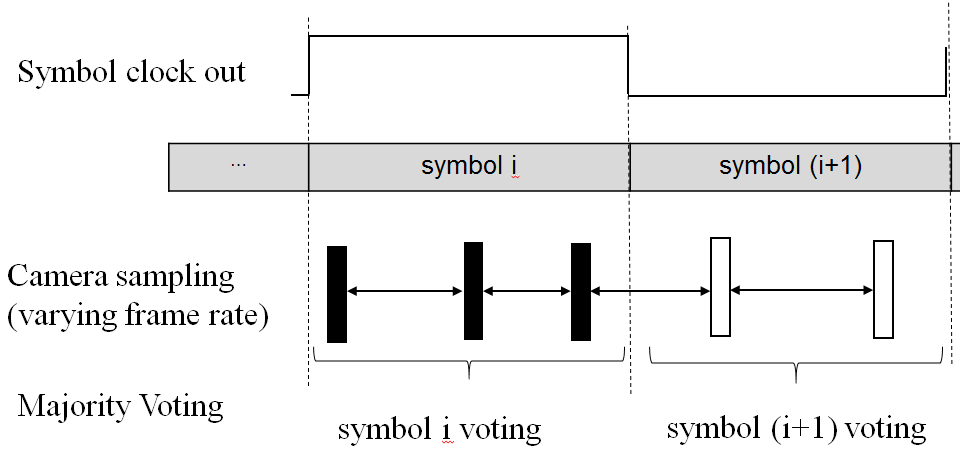 Symbol clock out
... symbol i symbol (i+1)
Camera sampling
(varying frame rate)
Majority Voting
symbol i voting symbol (i+1) voting